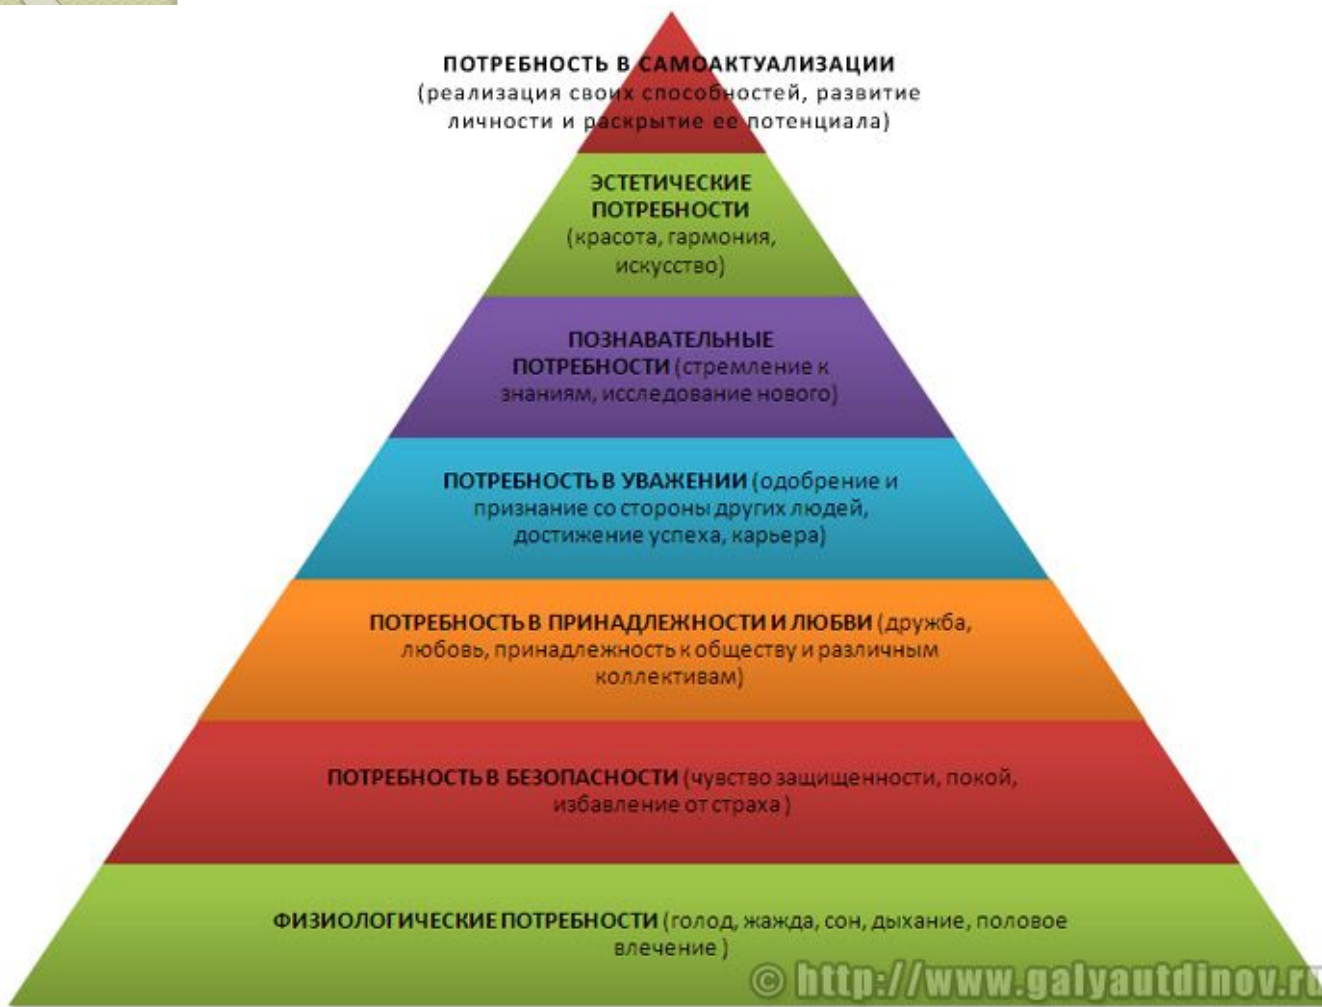 ПОТРЕБНОСТЬ В САМОАКТУАЛИЗАЦИИ
(реализация своих способностей, развитие
личности и раскрытие ее потенциала)
ЭСТЕТИЧЕСКИЕ
ПОТРЕБНОСТИ
(красота, гармония,
искусство)
ПОЗНАВАТЕЛЬНЫЕ
ПОТРЕБНОСТИ (стремление к
знаниям, исследование нового)
ПОТРЕБНОСТЬ В УВАЖЕНИИ (одобрение и
признание со стороны других людей,
достижение успеха, карьера)
ПОТРЕБНОСТЬ В ПРИНАДЛЕЖНОСТИ И ЛЮБВИ (дружба,
любовь, принадлежность к обществу и различным
коллективам)
ПОТРЕБНОСТЬ В БЕЗОПАСНОСТИ (чувство защищенности, покой,
избавление от страха )
ФИЗИОЛОГИЧЕСКИЕ ПОТРЕБНОСТИ (голод, жажда, сон, дыхание, половое
влечение )
© http://www.galyautdinov.ru